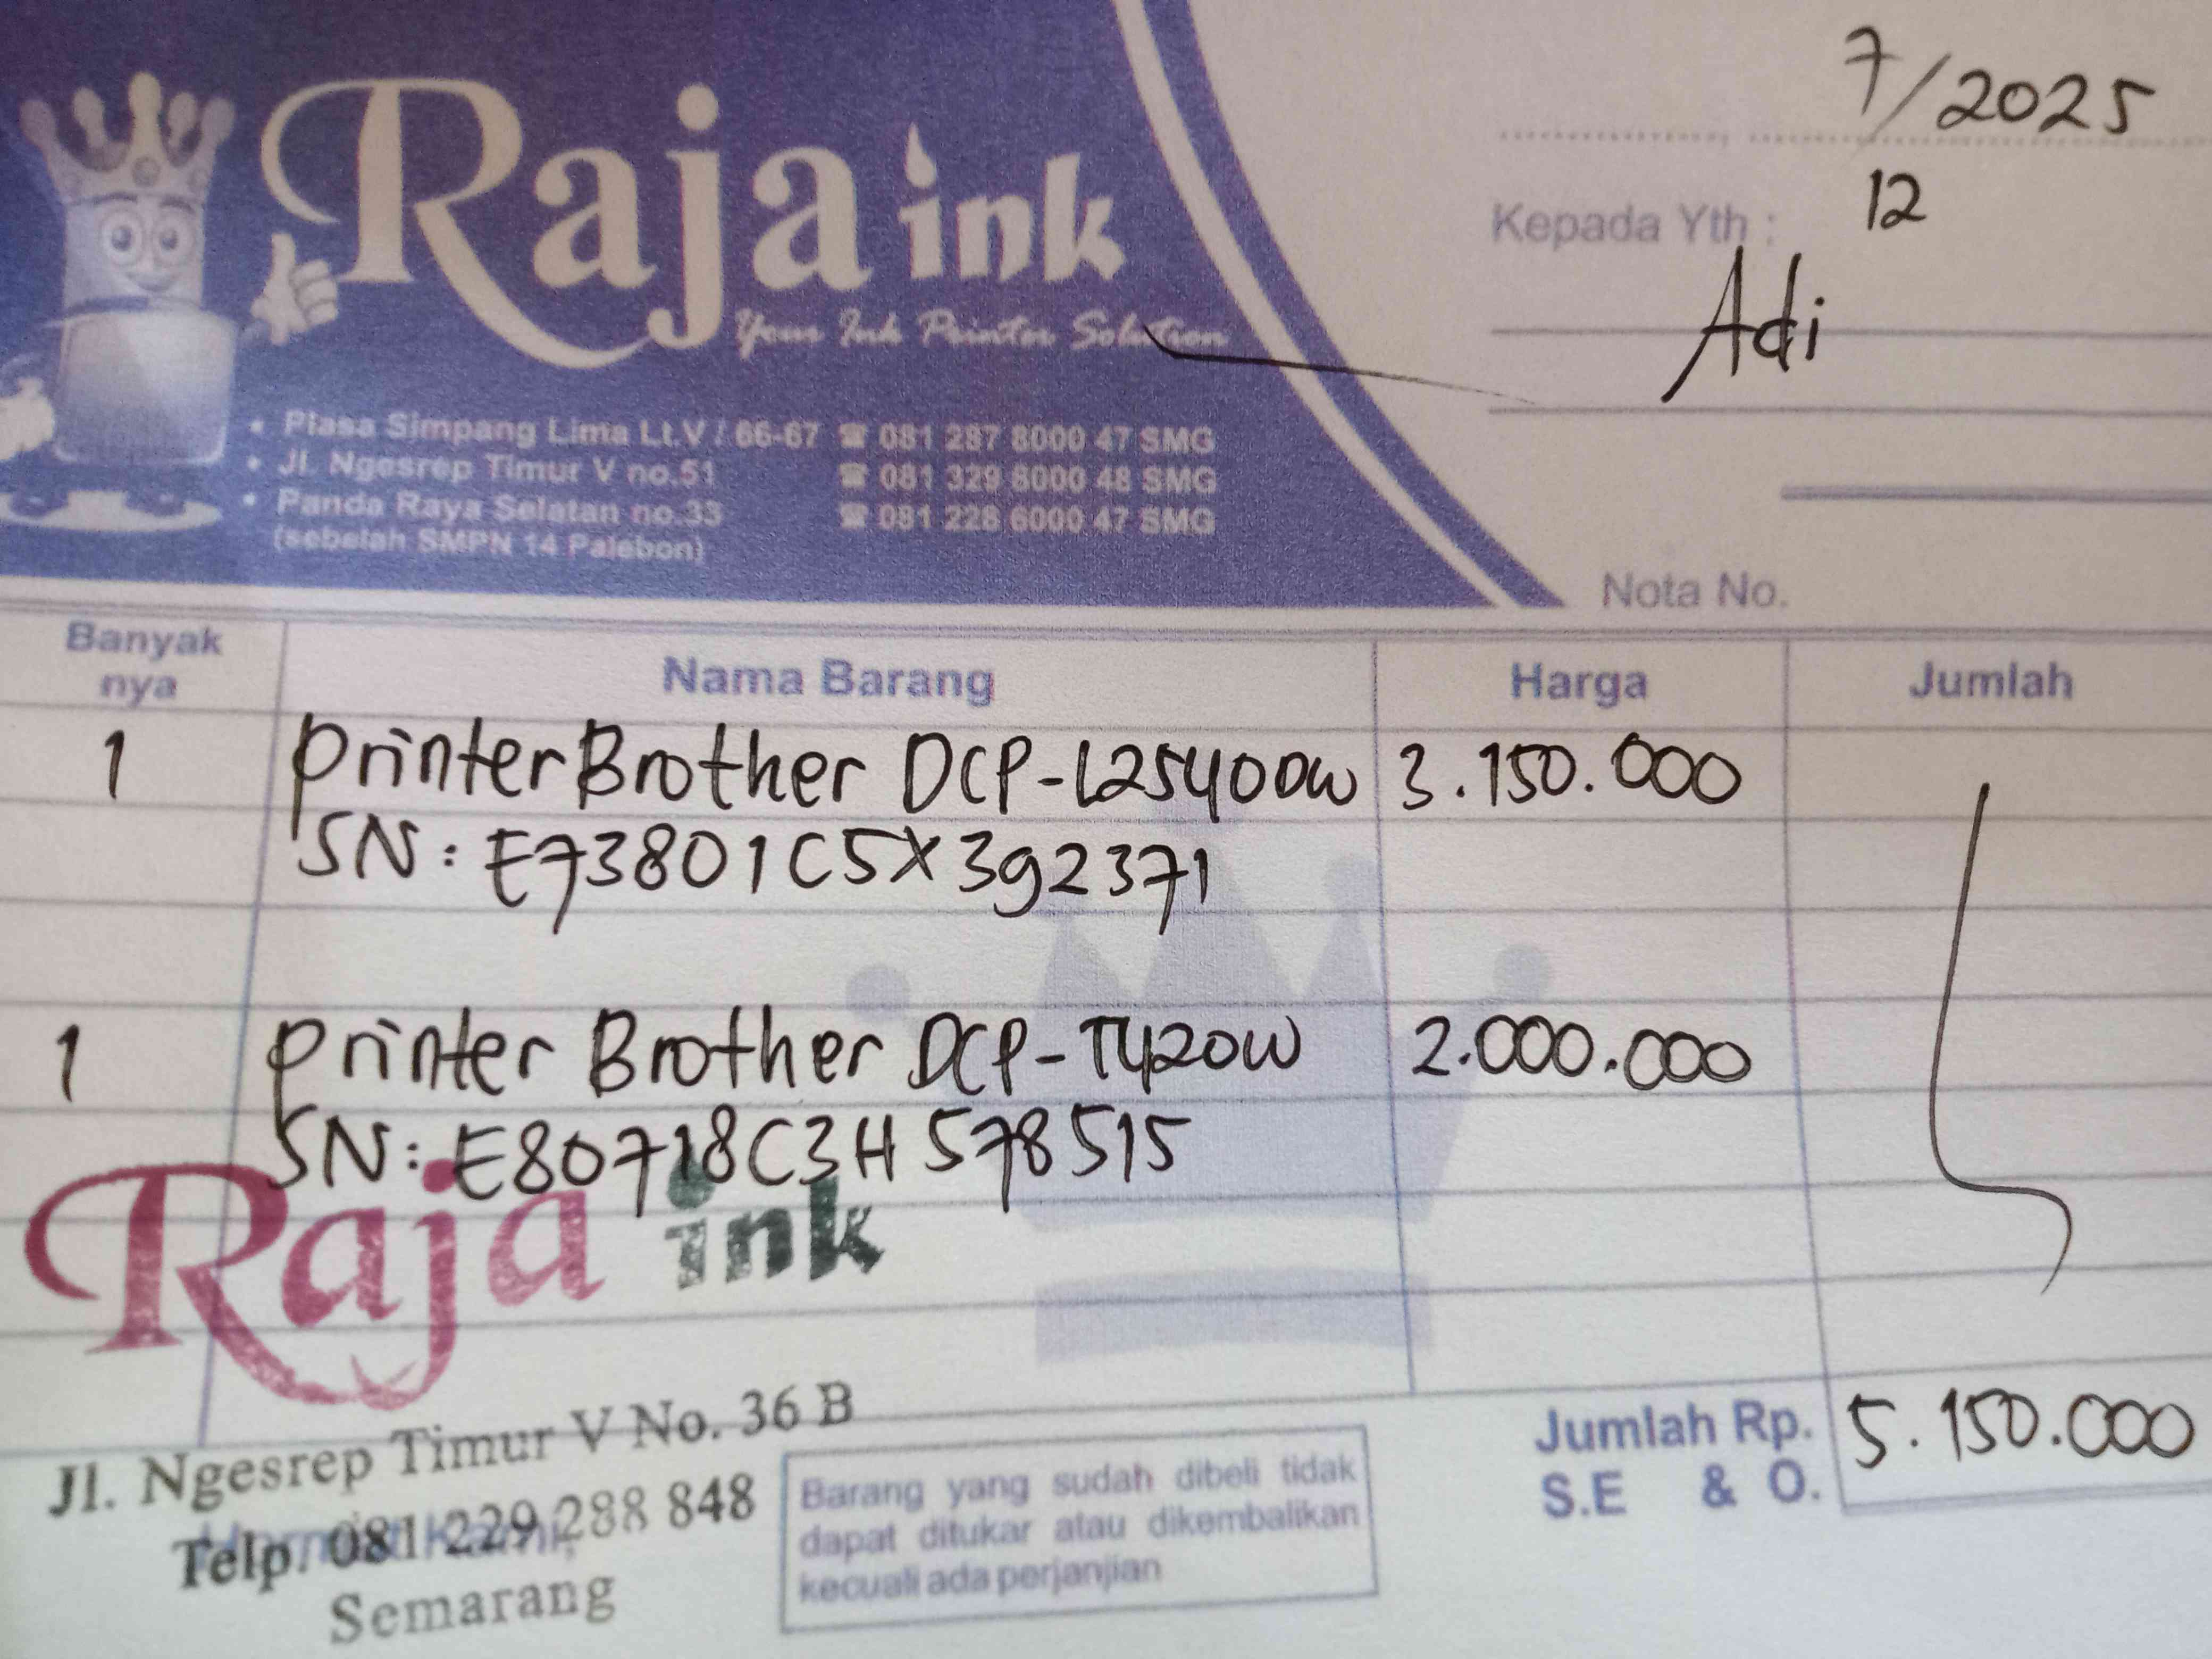 Raja ink
Your Ink Printer Solution
• Plasa Simpang Lima Lt.V / 66-67 ☎ 081 287 8000 47 SMG
• Jl. Ngesrep Timur V no.51 ☎ 081 329 8000 48 SMG
• Panda Raya Selatan no.33 ☎ 081 228 6000 47 SMG
(sebelah SMPN 14 Palebon)
7/2025
12
Kepada Yth :
Adi
Nota No.
Banyak nya Nama Barang Harga Jumlah
1 Printer Brother DCP-L2540DW 3.150.000
SN: E73801C5X392371
1 Printer Brother DCP-T420W 2.000.000
SN: E80718C3H578515
Raja ink
Jl. Ngesrep Timur V No. 36 B
Telp. 081 229 288 848
Semarang
Hormat Kami,
Barang yang sudah dibeli tidak
dapat ditukar atau dikembalikan
kecuali ada perjanjian
Jumlah Rp. 5.150.000
S.E & O.